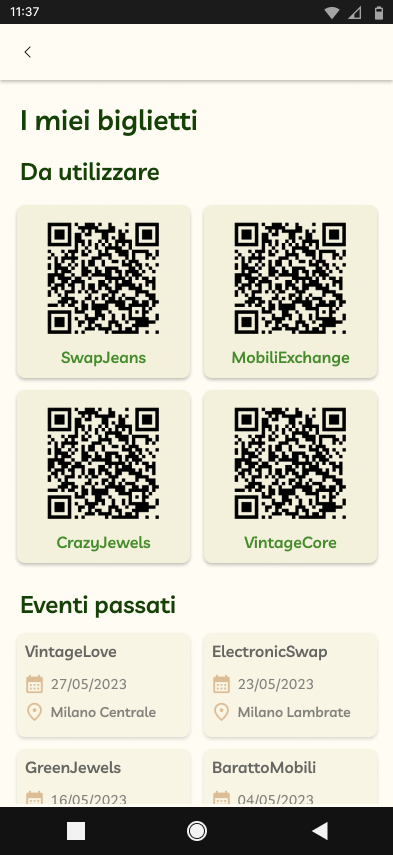 11:37
I miei biglietti
Da utilizzare
SwapJeans
MobiliExchange
CrazyJewels
VintageCore
Eventi passati
VintageLove
ElectronicSwap
27/05/2023
23/05/2023
Milano Centrale
Milano Lambrate
GreenJewels
BarattoMobili
16/05/2023
04/05/2023